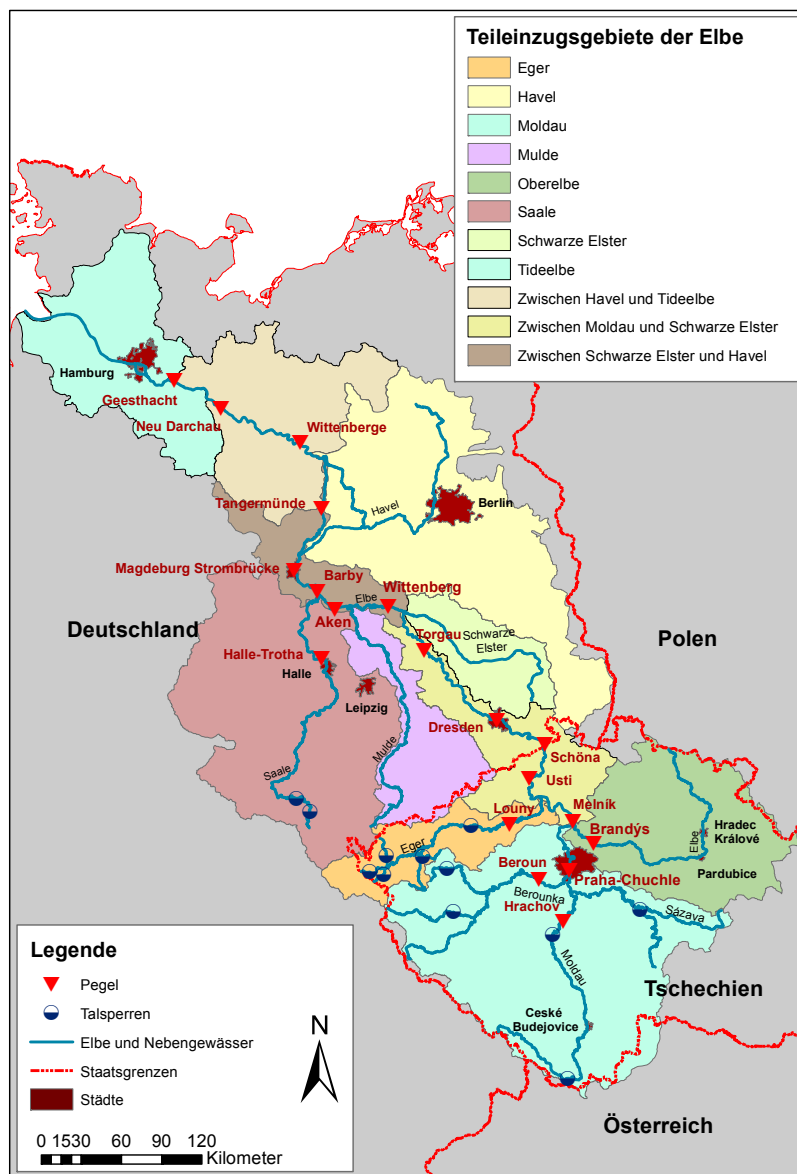 Teileinzugsgebiete der Elbe
Eger
Havel
Moldau
Mulde
Oberelbe
Saale
Schwarze Elster
Tideelbe
Zwischen Havel und Tideelbe
Zwischen Moldau und Schwarze Elster
Zwischen Schwarze Elster und Havel
Hamburg
Geesthacht
Neu Darchau
Wittenberge
Tangermünde
Havel
Berlin
Magdeburg Strombrücke
Barby
Elbe
Wittenberg
Aken
Deutschland
Torgau
Schwarze
Elster
Polen
Halle-Trotha
Halle
Leipzig
Dresden
Mulde
Schöna
Saale
Usti
Louny
Melník
Brandýs
Elbe
Hradec
Králové
Eger
Beroun
Praha-Chuchle
Pardubice
Berounka
Hrachov
Sázava
Moldau
Tschechien
Ceské
Budejovice
Österreich
Legende
Pegel
Talsperren
Elbe und Nebengewässer
Staatsgrenzen
Städte
N
0 1530 60 90 120
Kilometer